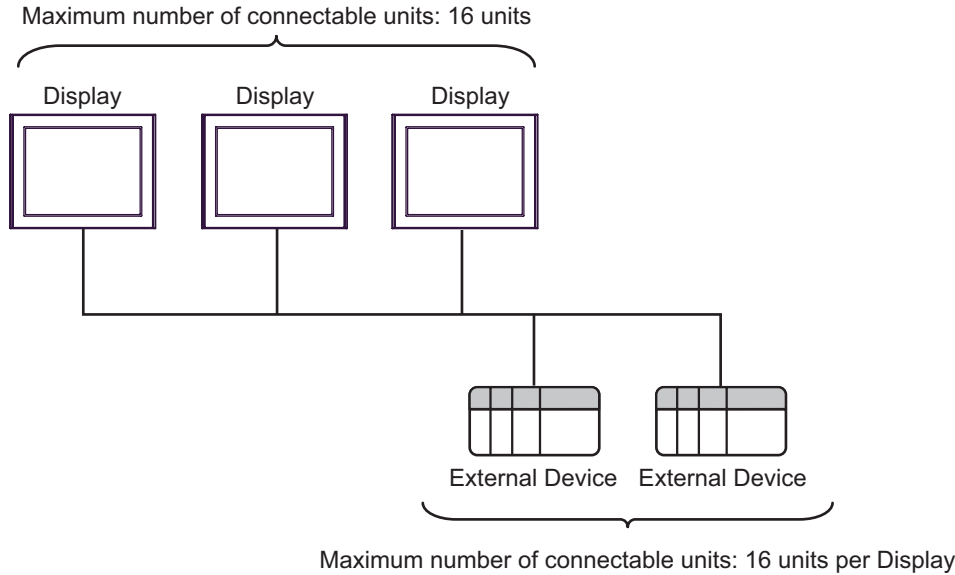 Maximum number of connectable units: 16 units
Display
Display
Display
External Device
External Device
Maximum number of connectable units: 16 units per Display